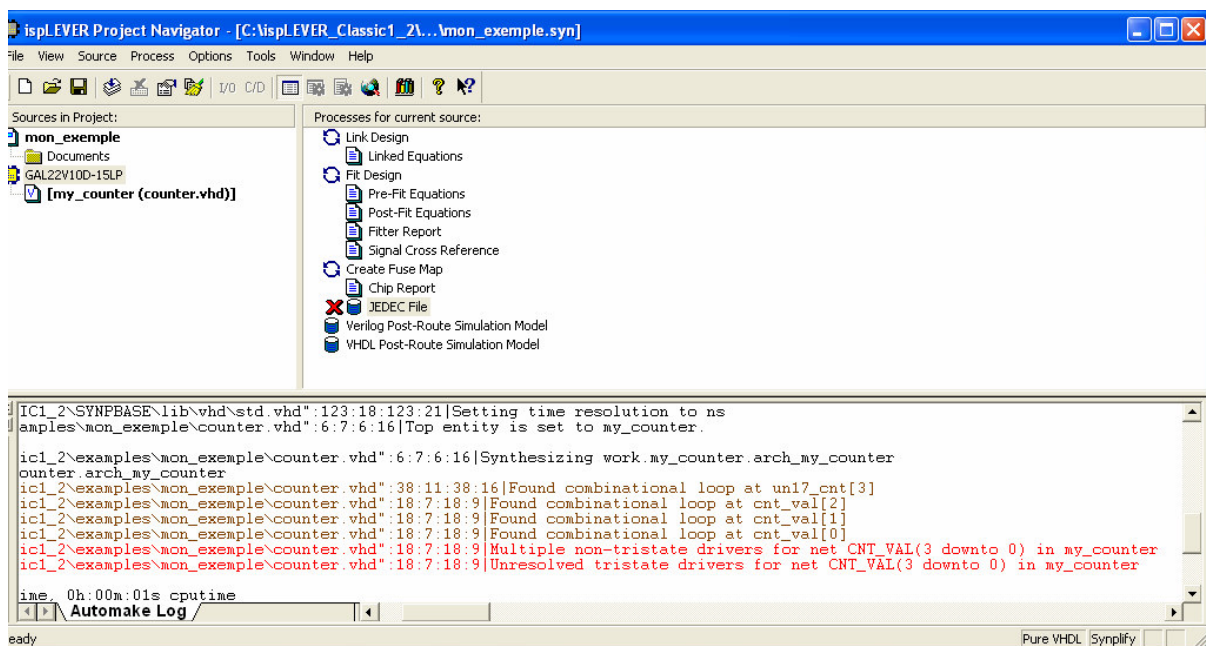 ispLEVER Project Navigator - [C:\ispLEVER_Classic1_2\...\mon_exemple.syn]
File View Source Process Options Tools Window Help
I/O C/D
Sources in Project:
mon_exemple
Documents
GAL22V10D-15LP
[my_counter (counter.vhd)]
Processes for current source:
Link Design
Linked Equations
Fit Design
Pre-Fit Equations
Post-Fit Equations
Fitter Report
Signal Cross Reference
Create Fuse Map
Chip Report
JEDEC File
Verilog Post-Route Simulation Model
VHDL Post-Route Simulation Model
IC1_2\SYNPBASE\lib\vhd\std.vhd":123:18:123:21|Setting time resolution to ns
amples\mon_exemple\counter.vhd":6:7:6:16|Top entity is set to my_counter.
ic1_2\examples\mon_exemple\counter.vhd":6:7:6:16|Synthesizing work.my_counter.arch_my_counter
ounter.arch_my_counter
ic1_2\examples\mon_exemple\counter.vhd":38:11:38:16|Found combinational loop at un17_cnt[3]
ic1_2\examples\mon_exemple\counter.vhd":18:7:18:9|Found combinational loop at cnt_val[2]
ic1_2\examples\mon_exemple\counter.vhd":18:7:18:9|Found combinational loop at cnt_val[1]
ic1_2\examples\mon_exemple\counter.vhd":18:7:18:9|Found combinational loop at cnt_val[0]
ic1_2\examples\mon_exemple\counter.vhd":18:7:18:9|Multiple non-tristate drivers for net CNT_VAL(3 downto 0) in my_counter
ic1_2\examples\mon_exemple\counter.vhd":18:7:18:9|Unresolved tristate drivers for net CNT_VAL(3 downto 0) in my_counter
ime, 0h:00m:01s cputime
Automake Log
eady
Pure VHDL Synplify